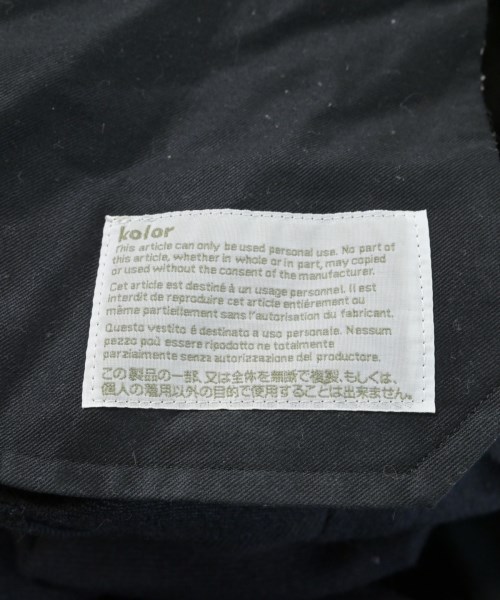 kolor
This article can only be used personal use. No part of
this article, whether in whole or in part, may copied
or used without the consent of the manufacturer.
Cet article est destiné à un usage personnel. Il est
interdit de reproduire cet article entiérement ou
même partiellement sans l'autorisation du fabricant.
Questo vestito é destinato a uso personale. Nessum
pezzo può essere ripodotto ne totalmente
parzialmente senza autorizzazione del produttore.
この製品の一部、又は全体を無断で複製、もしくは、
個人の着用以外の目的で使用することは出来ません。